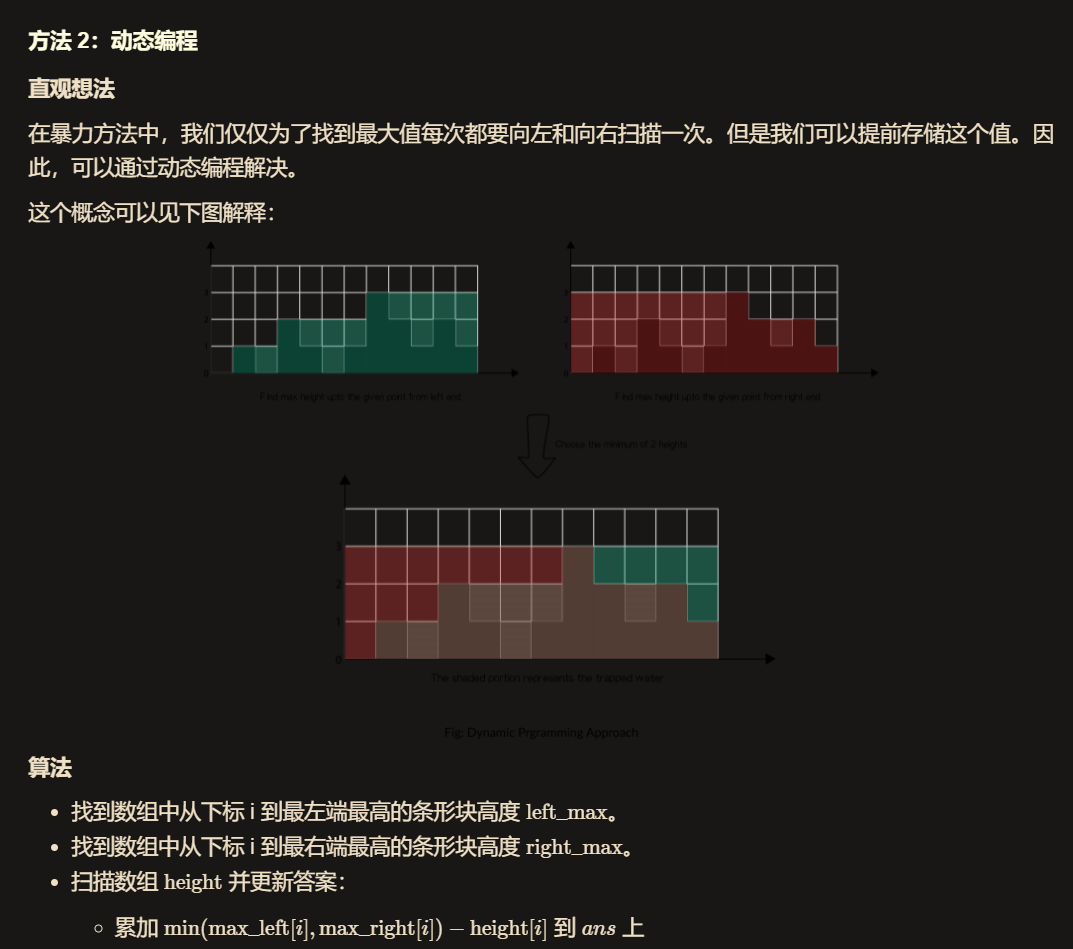 方法 2：动态编程
直观想法
在暴力方法中，我们仅仅为了找到最大值每次都要向左和向右扫描一次。但是我们可以提前存储这个值。因
此，可以通过动态编程解决。
这个概念可以见下图解释：
3
2
1
0
Find max height upto the given point from left end
3
2
1
0
Find max height upto the given point from right end
Choose the minimum of 2 heights
3
2
1
0
The shaded portion represents the trapped water
Fig: Dynamic Prgramming Approach
算法
• 找到数组中从下标 i 到最左端最高的条形块高度 left_max。
• 找到数组中从下标 i 到最右端最高的条形块高度 right_max。
• 扫描数组 height 并更新答案：
◦ 累加 min(max_left[i], max_right[i]) − height[i] 到 ans 上